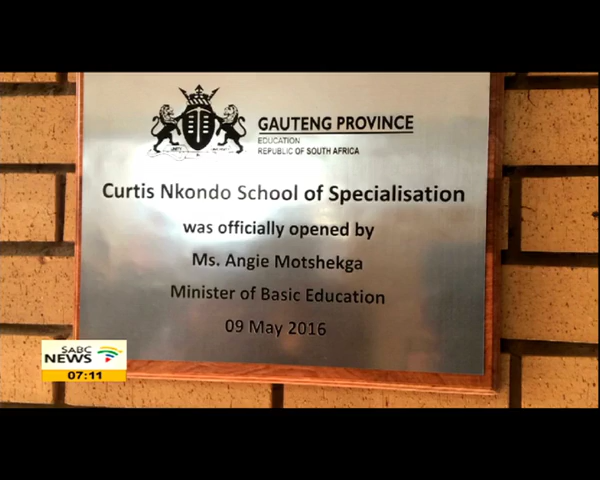 GAUTENG PROVINCE
EDUCATION
REPUBLIC OF SOUTH AFRICA
Curtis Nkondo School of Specialisation
was officially opened by
Ms. Angie Motshekga
Minister of Basic Education
09 May 2016
SABC
NEWS
07:11